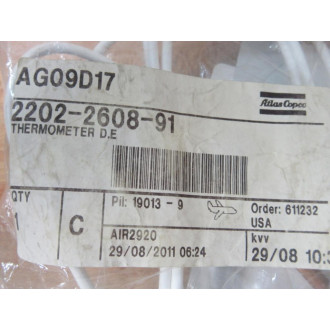 AG09D17
Atlas Copco
2202-2608-91
THERMOMETER D.E
QTY
1
C
Pll: 19013 - 9
Order: 611232
USA
AIR2920
29/08/2011 06:24
kvv
29/08 10:3